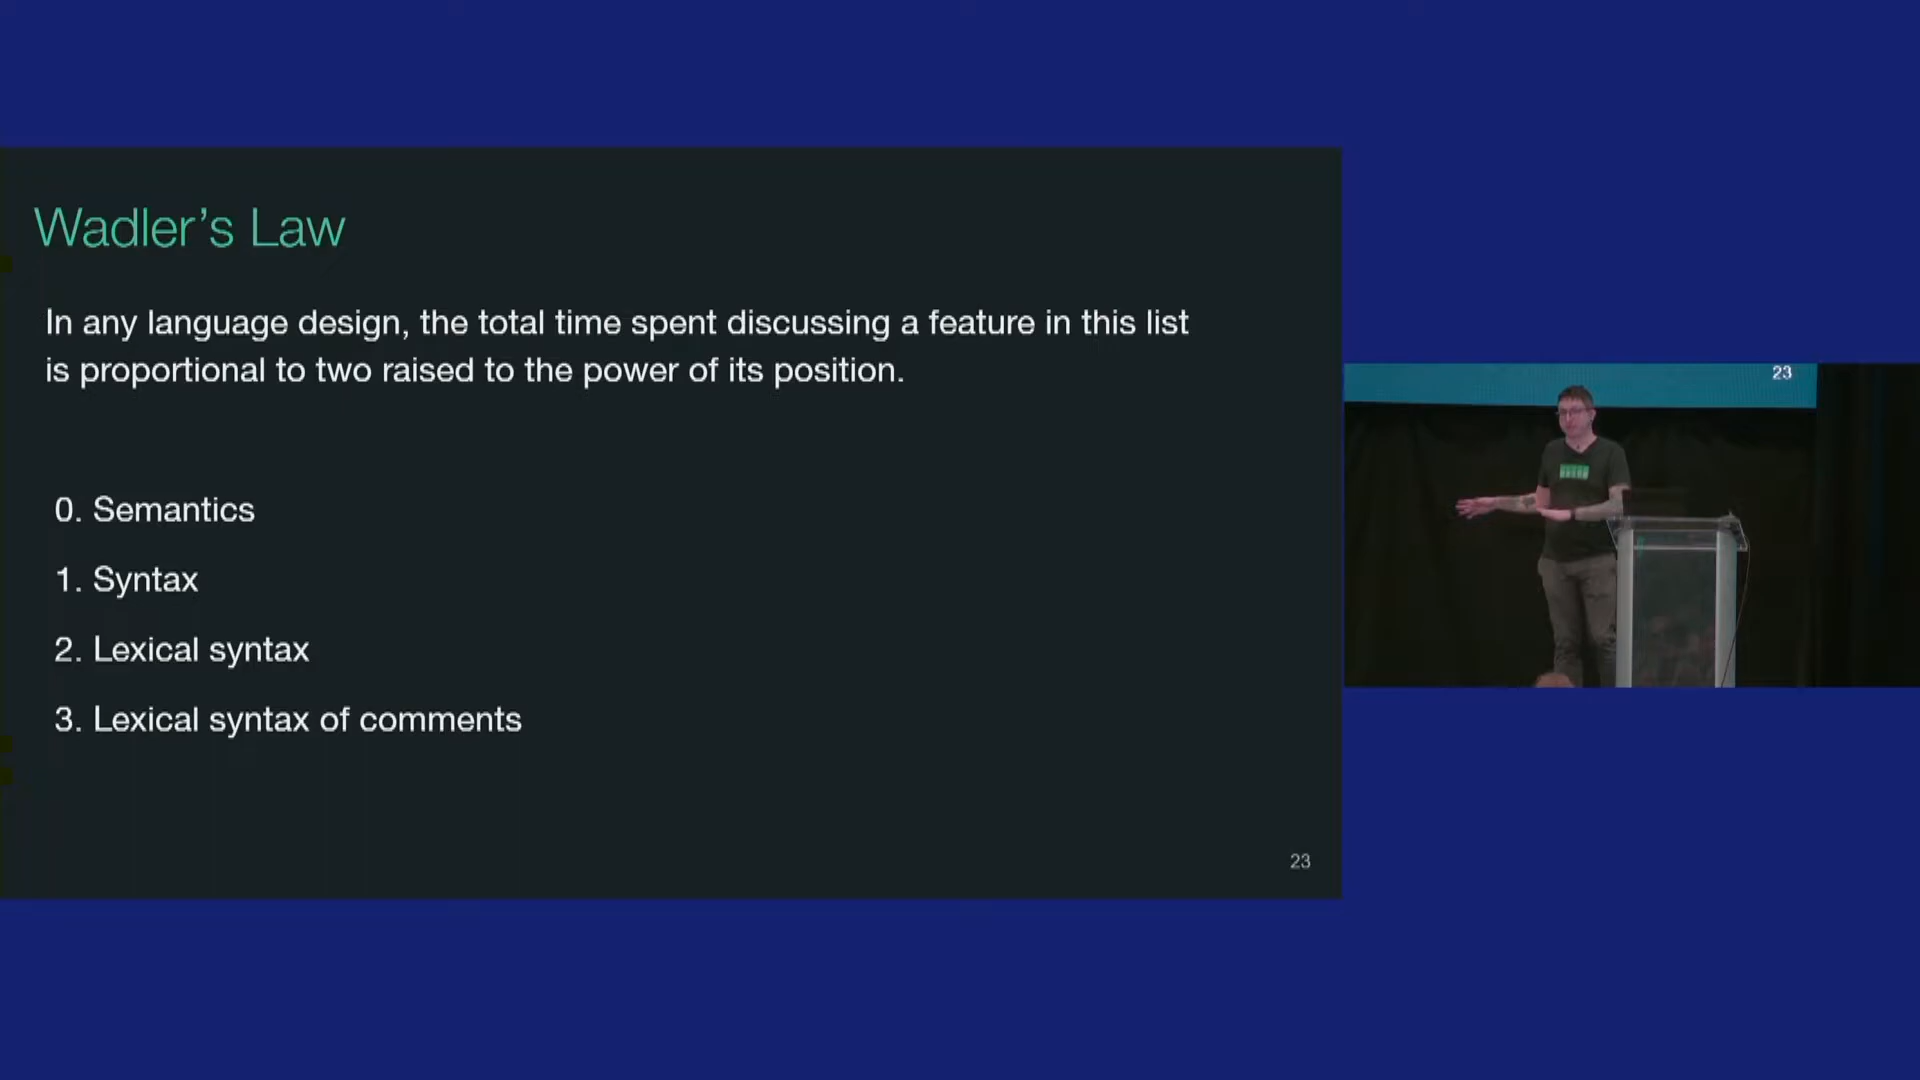 Wadler's Law
In any language design, the total time spent discussing a feature in this list
is proportional to two raised to the power of its position.
0. Semantics
1. Syntax
2. Lexical syntax
3. Lexical syntax of comments
23
23